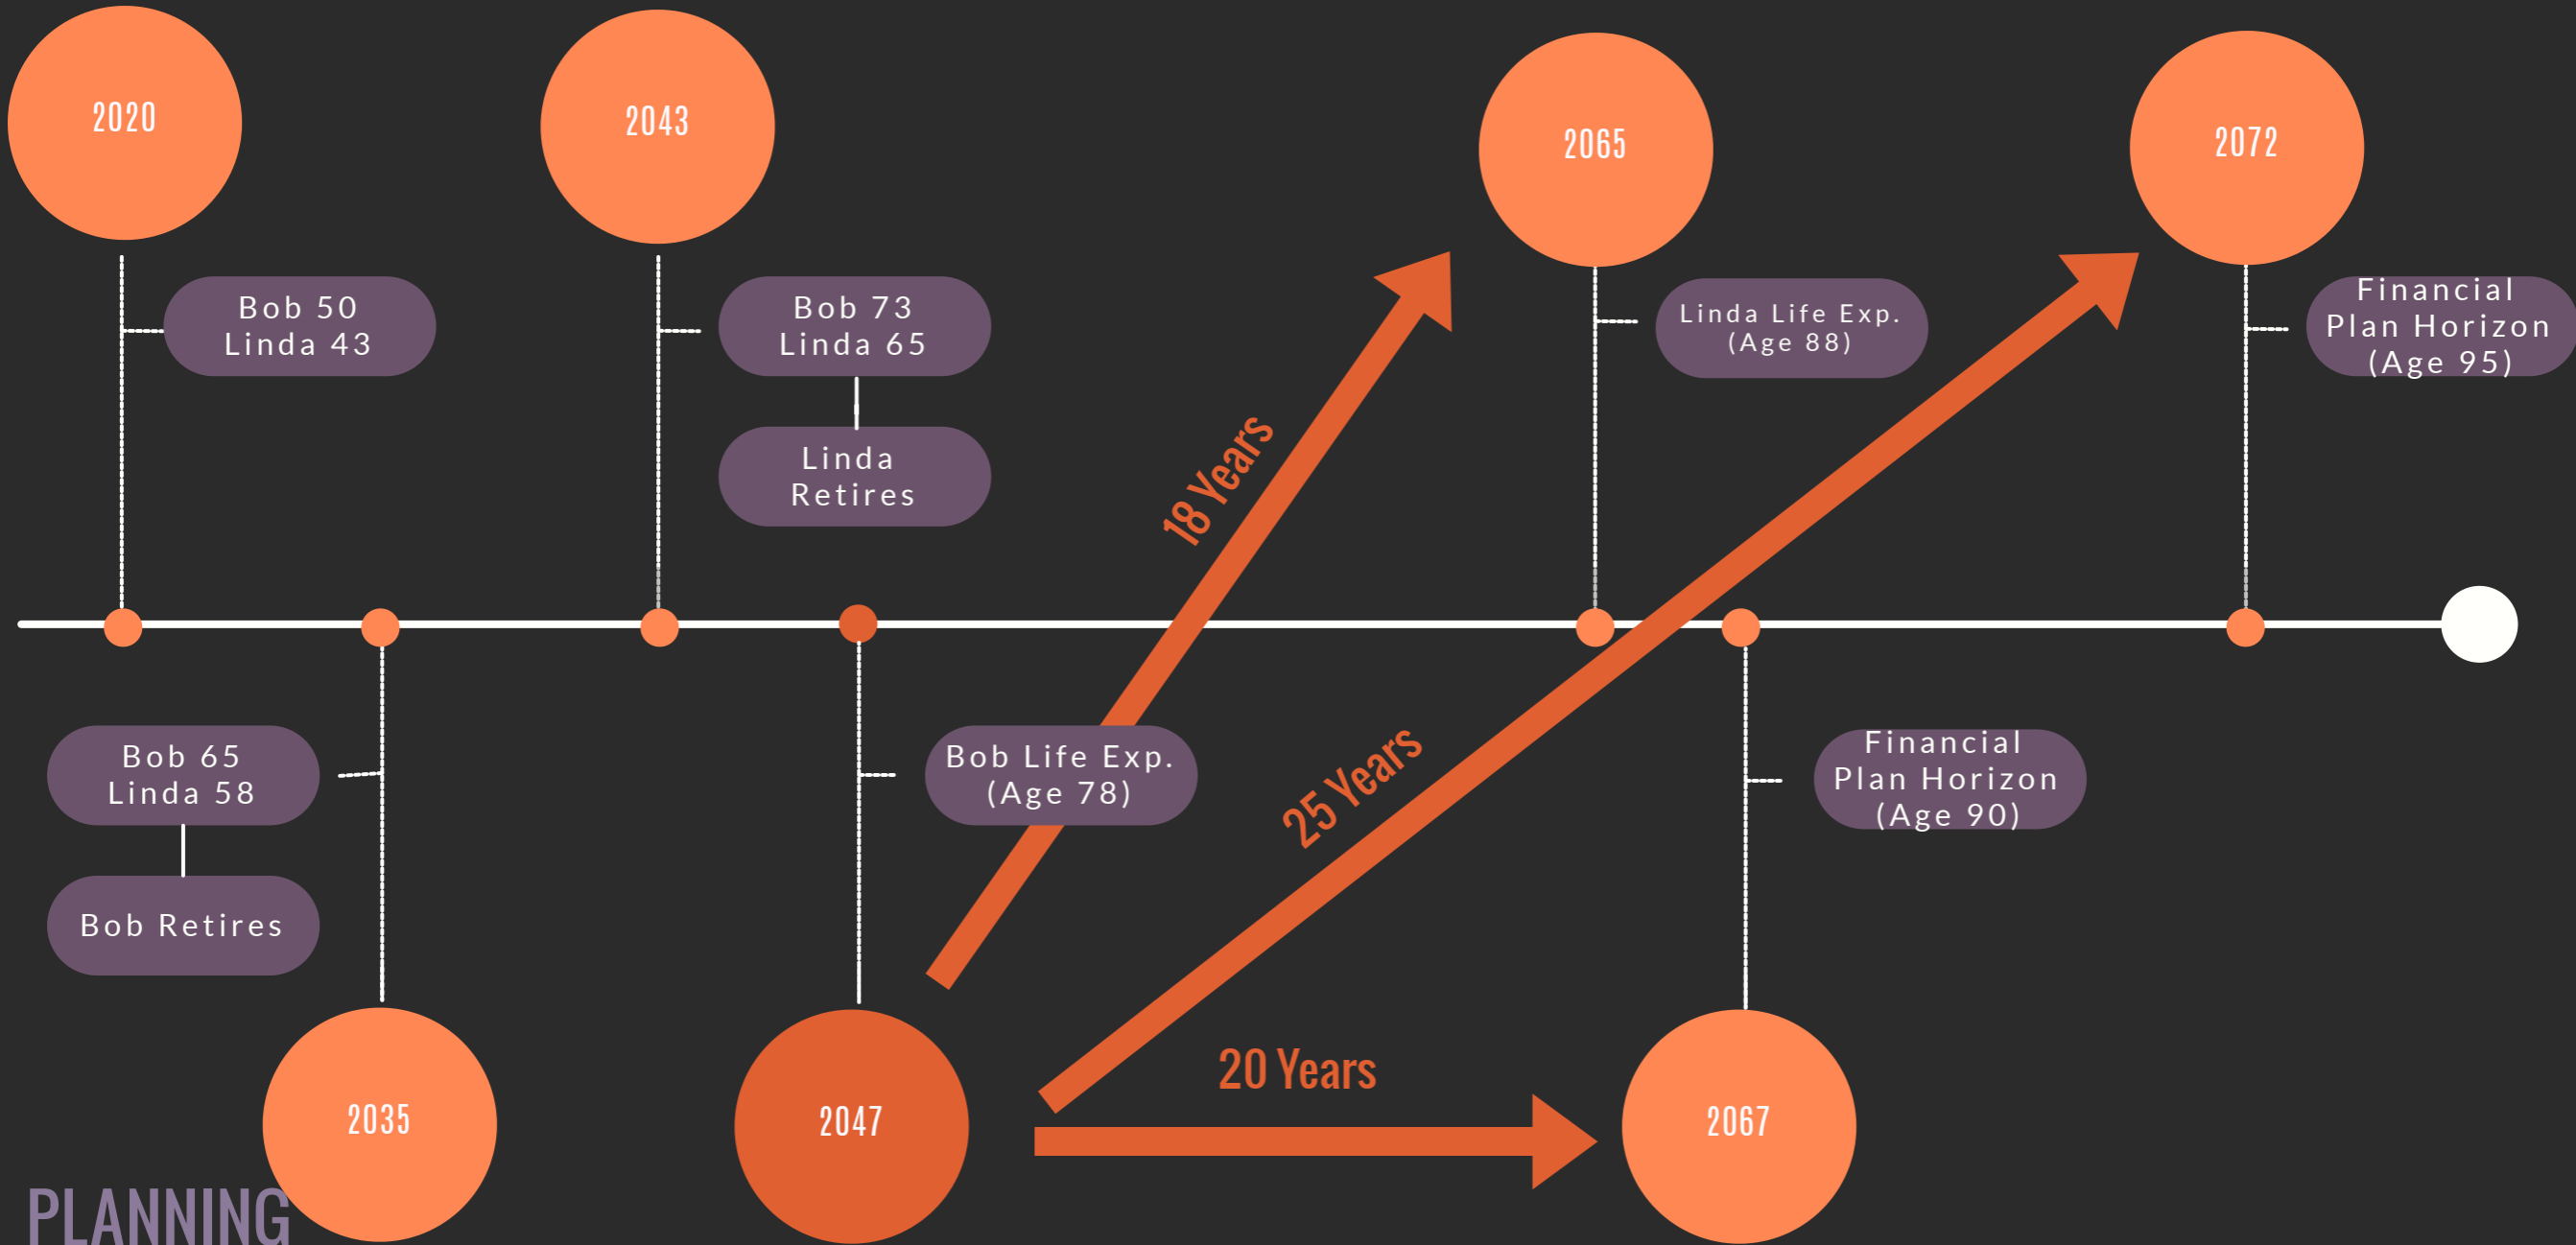 2020
2043
2065
2072
Bob 50
Linda 43
Bob 73
Linda 65
Linda
Retires
Linda Life Exp.
(Age 88)
Financial
Plan Horizon
(Age 95)
18 Years
25 Years
Bob 65
Linda 58
Bob Retires
Bob Life Exp.
(Age 78)
Financial
Plan Horizon
(Age 90)
20 Years
2035
2047
2067
PLANNING